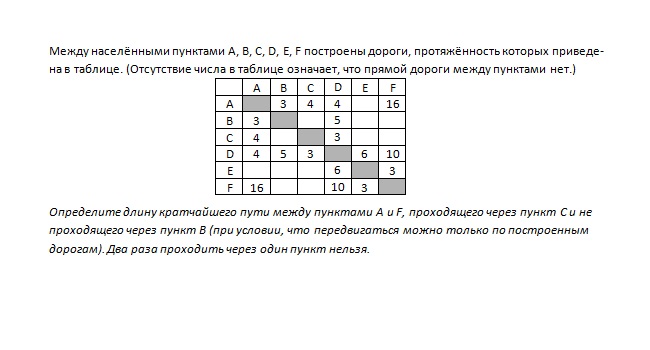 Между населёнными пунктами A, B, C, D, E, F построены дороги, протяжённость которых приведе-
на в таблице. (Отсутствие числа в таблице означает, что прямой дороги между пунктами нет.)
A B C D E F
A 3 4 4 16
B 3 5
C 4 3
D 4 5 3 6 10
E 6 3
F 16 10 3
Определите длину кратчайшего пути между пунктами A и F, проходящего через пункт C и не
проходящего через пункт B (при условии, что передвигаться можно только по построенным
дорогам). Два раза проходить через один пункт нельзя.